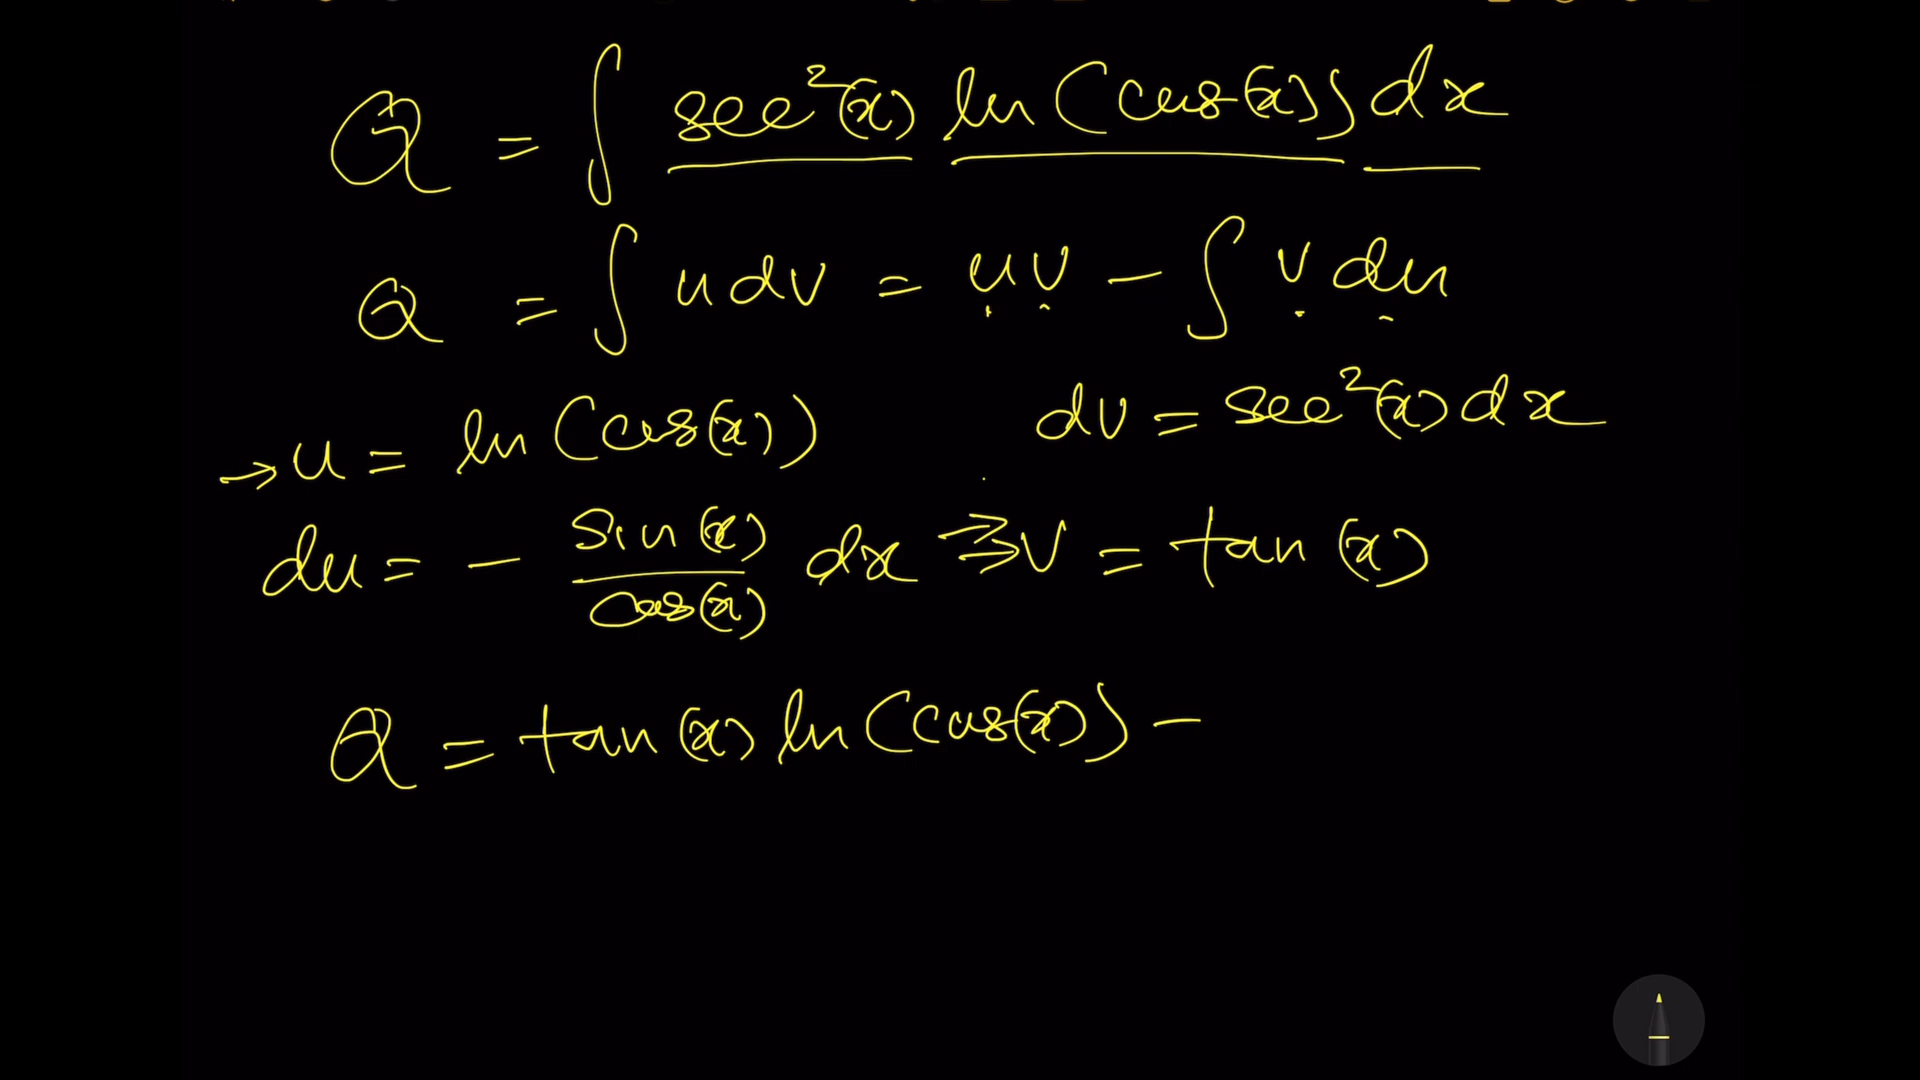 Q = ∫ sec²(x) ln(cos(x)) dx
Q = ∫ u dv = uv − ∫ v du
→ u = ln(cos(x)) dv = sec²(x) dx
du = − sin(x)/cos(x) dx ⇒ v = tan(x)
Q = tan(x) ln(cos(x)) −